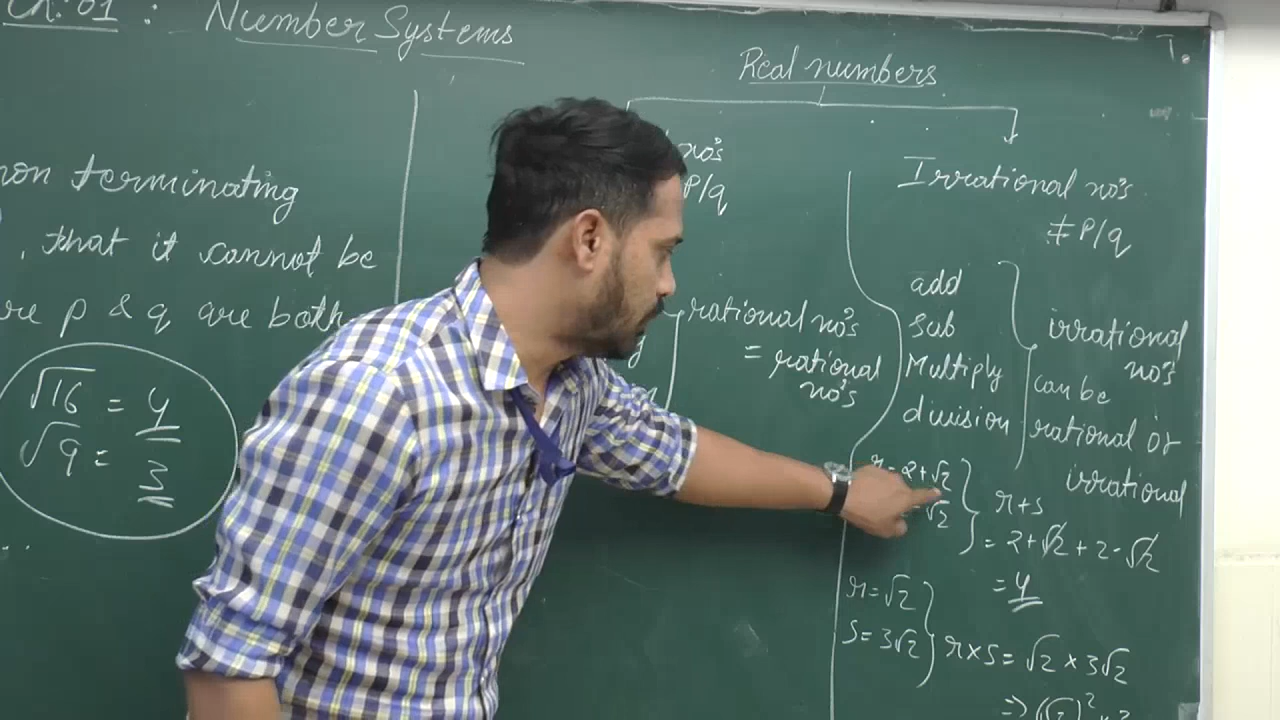 Ch: 01 : Number Systems
non terminating
, that it cannot be
p & q are both
√16 = 4
√9 = 3
Real numbers
no's
P/q
rational no's
= rational
no's
Irrational no's
≠ P/q
add
sub
Multiply
division
irrational
no's
can be
rational or
irrational
r = 2+√2
√2
r+s
= 2+√2 + 2-√2
= 4
r = √2
s = 3√2
r×s = √2 × 3√2